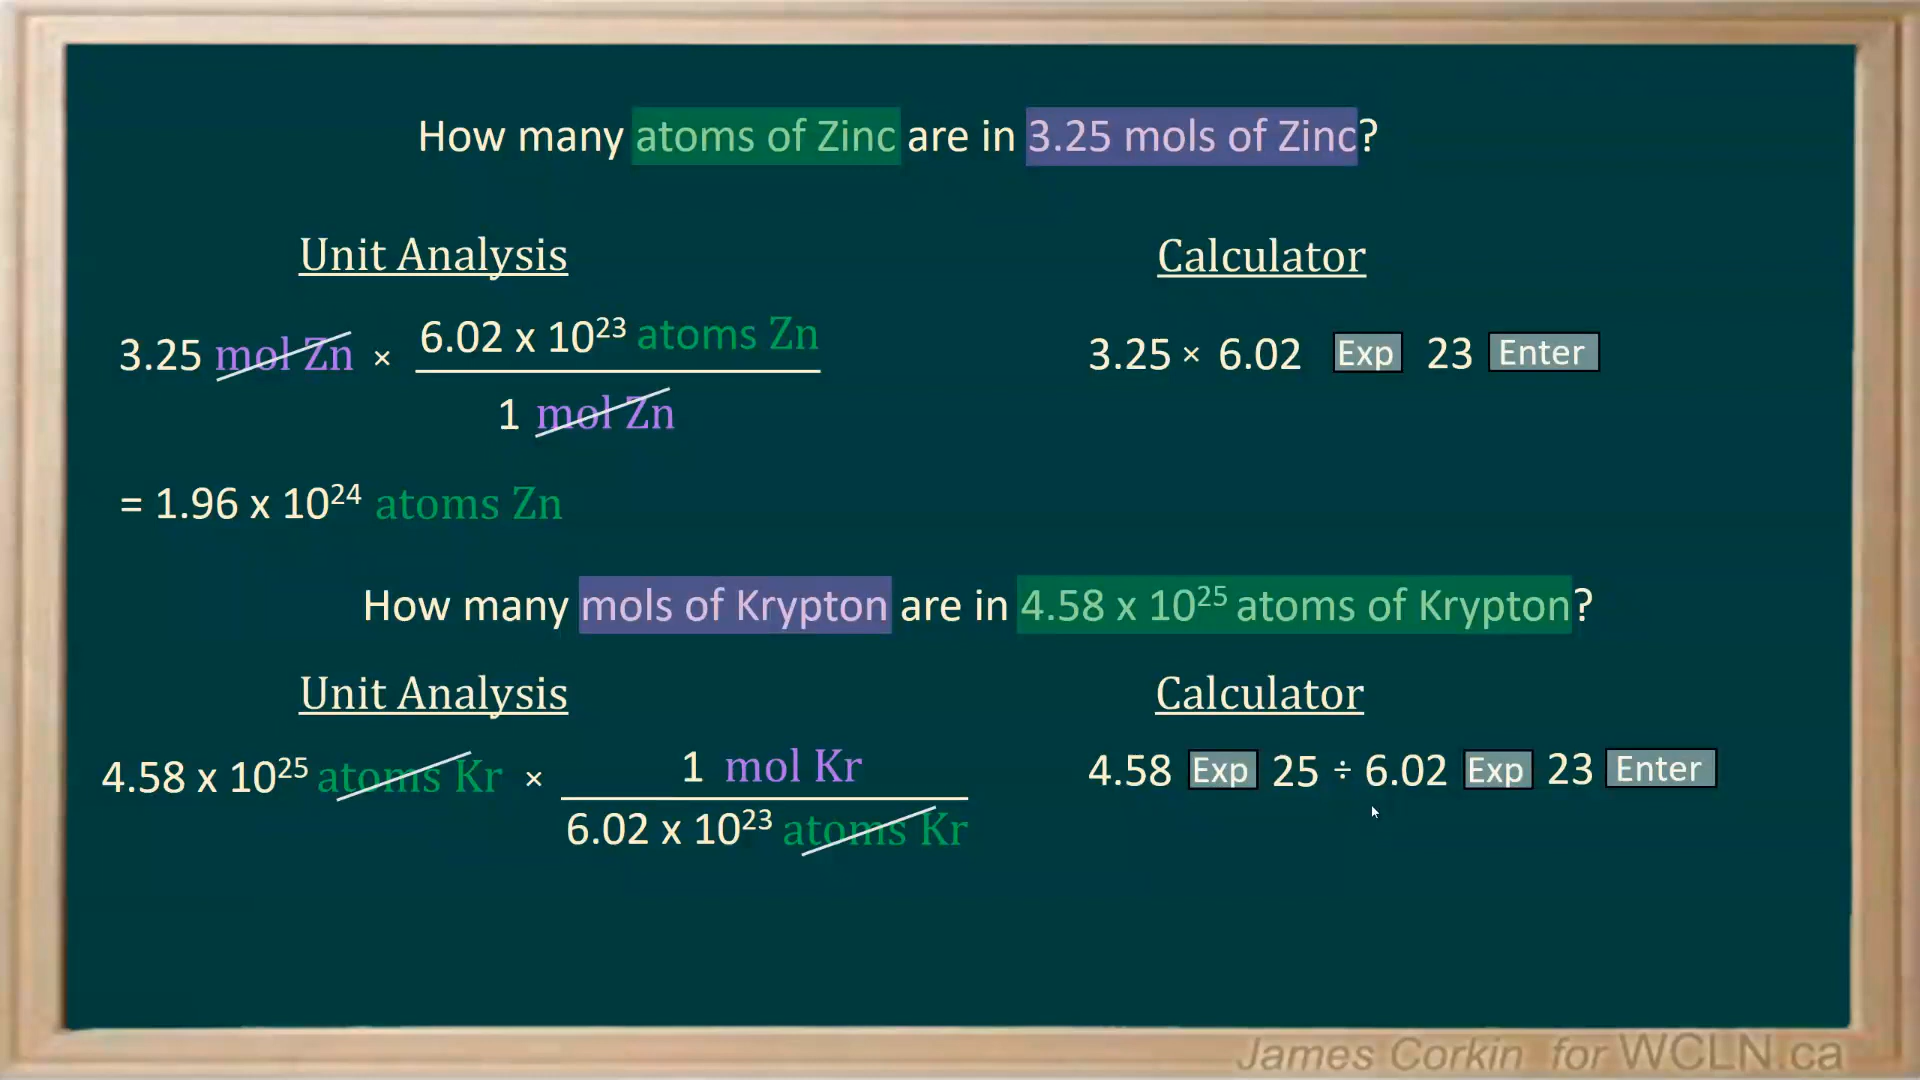 How many atoms of Zinc are in 3.25 mols of Zinc?
Unit Analysis
Calculator
3.25 mol Zn × 6.02 x 10²³ atoms Zn
1 mol Zn
3.25 × 6.02 Exp 23 Enter
= 1.96 x 10²⁴ atoms Zn
How many mols of Krypton are in 4.58 x 10²⁵ atoms of Krypton?
Unit Analysis
Calculator
4.58 x 10²⁵ atoms Kr × 1 mol Kr
6.02 x 10²³ atoms Kr
4.58 Exp 25 ÷ 6.02 Exp 23 Enter
James Corkin for WCLN.ca